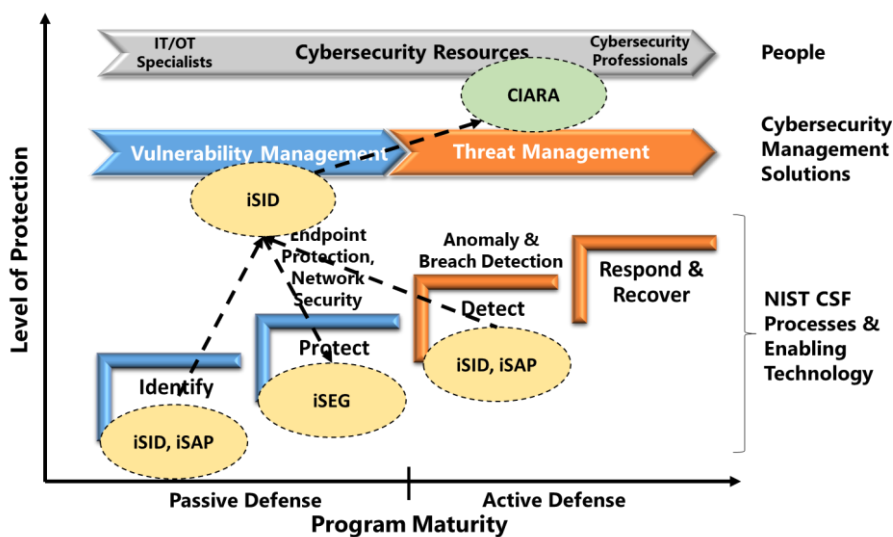 IT/OT
Specialists
Cybersecurity Resources
Cybersecurity
Professionals
People
CIARA
Vulnerability Management
Threat Management
Cybersecurity
Management
Solutions
iSID
Endpoint
Protection,
Network
Security
Anomaly &
Breach Detection
Respond &
Recover
Detect
Protect
Identify
iSID, iSAP
iSEG
iSID, iSAP
NIST CSF
Processes &
Enabling
Technology
Level of Protection
Passive Defense
Active Defense
Program Maturity